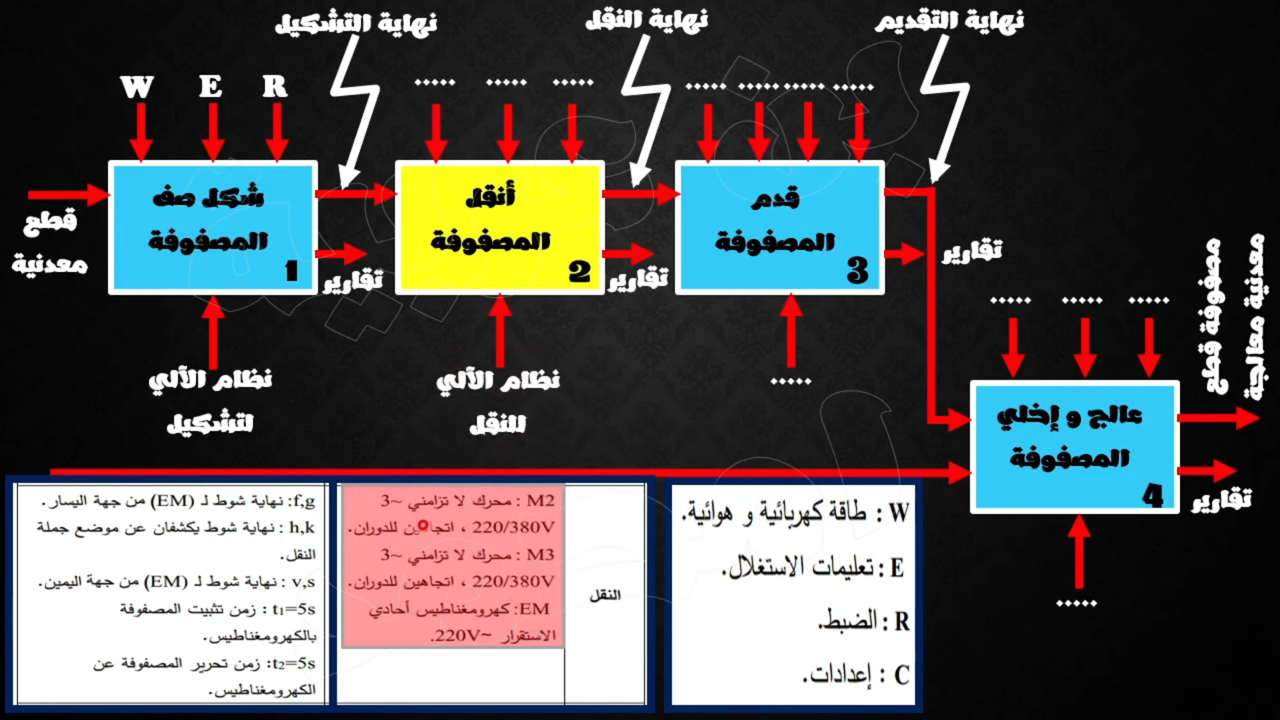 نهاية التشكيل
نهاية النقل
نهاية التقديم
W E R
..... ..... .....
..... ..... ..... .....
قطع
معدنية
شكل صف
المصفوفة
1
تقارير
نظام الآلي
لتشكيل
أنقل
المصفوفة
2
تقارير
نظام الآلي
للنقل
قدم
المصفوفة
3
تقارير
.....
..... ..... .....
عالج و إخلي
المصفوفة
4
تقارير
.....
مصفوفة قطع
معدنية معالجة
f,g: نهاية شوط لـ (EM) من جهة اليسار.
h,k : نهاية شوط يكشفان عن موضع جملة
النقل.
v,s : نهاية شوط لـ (EM) من جهة اليمين.
t1=5s : زمن تثبيت المصفوفة
بالكهرومغناطيس.
t2=5s: زمن تحرير المصفوفة عن
الكهرومغناطيس.
M2 : محرك لا تزامني ~3
220/380V ، اتجاهين للدوران.
M3 : محرك لا تزامني ~3
220/380V ، اتجاهين للدوران.
EM: كهرومغناطيس أحادي
الاستقرار ~220V.
النقل
W : طاقة كهربائية و هوائية.
E : تعليمات الاستغلال.
R : الضبط.
C : إعدادات.